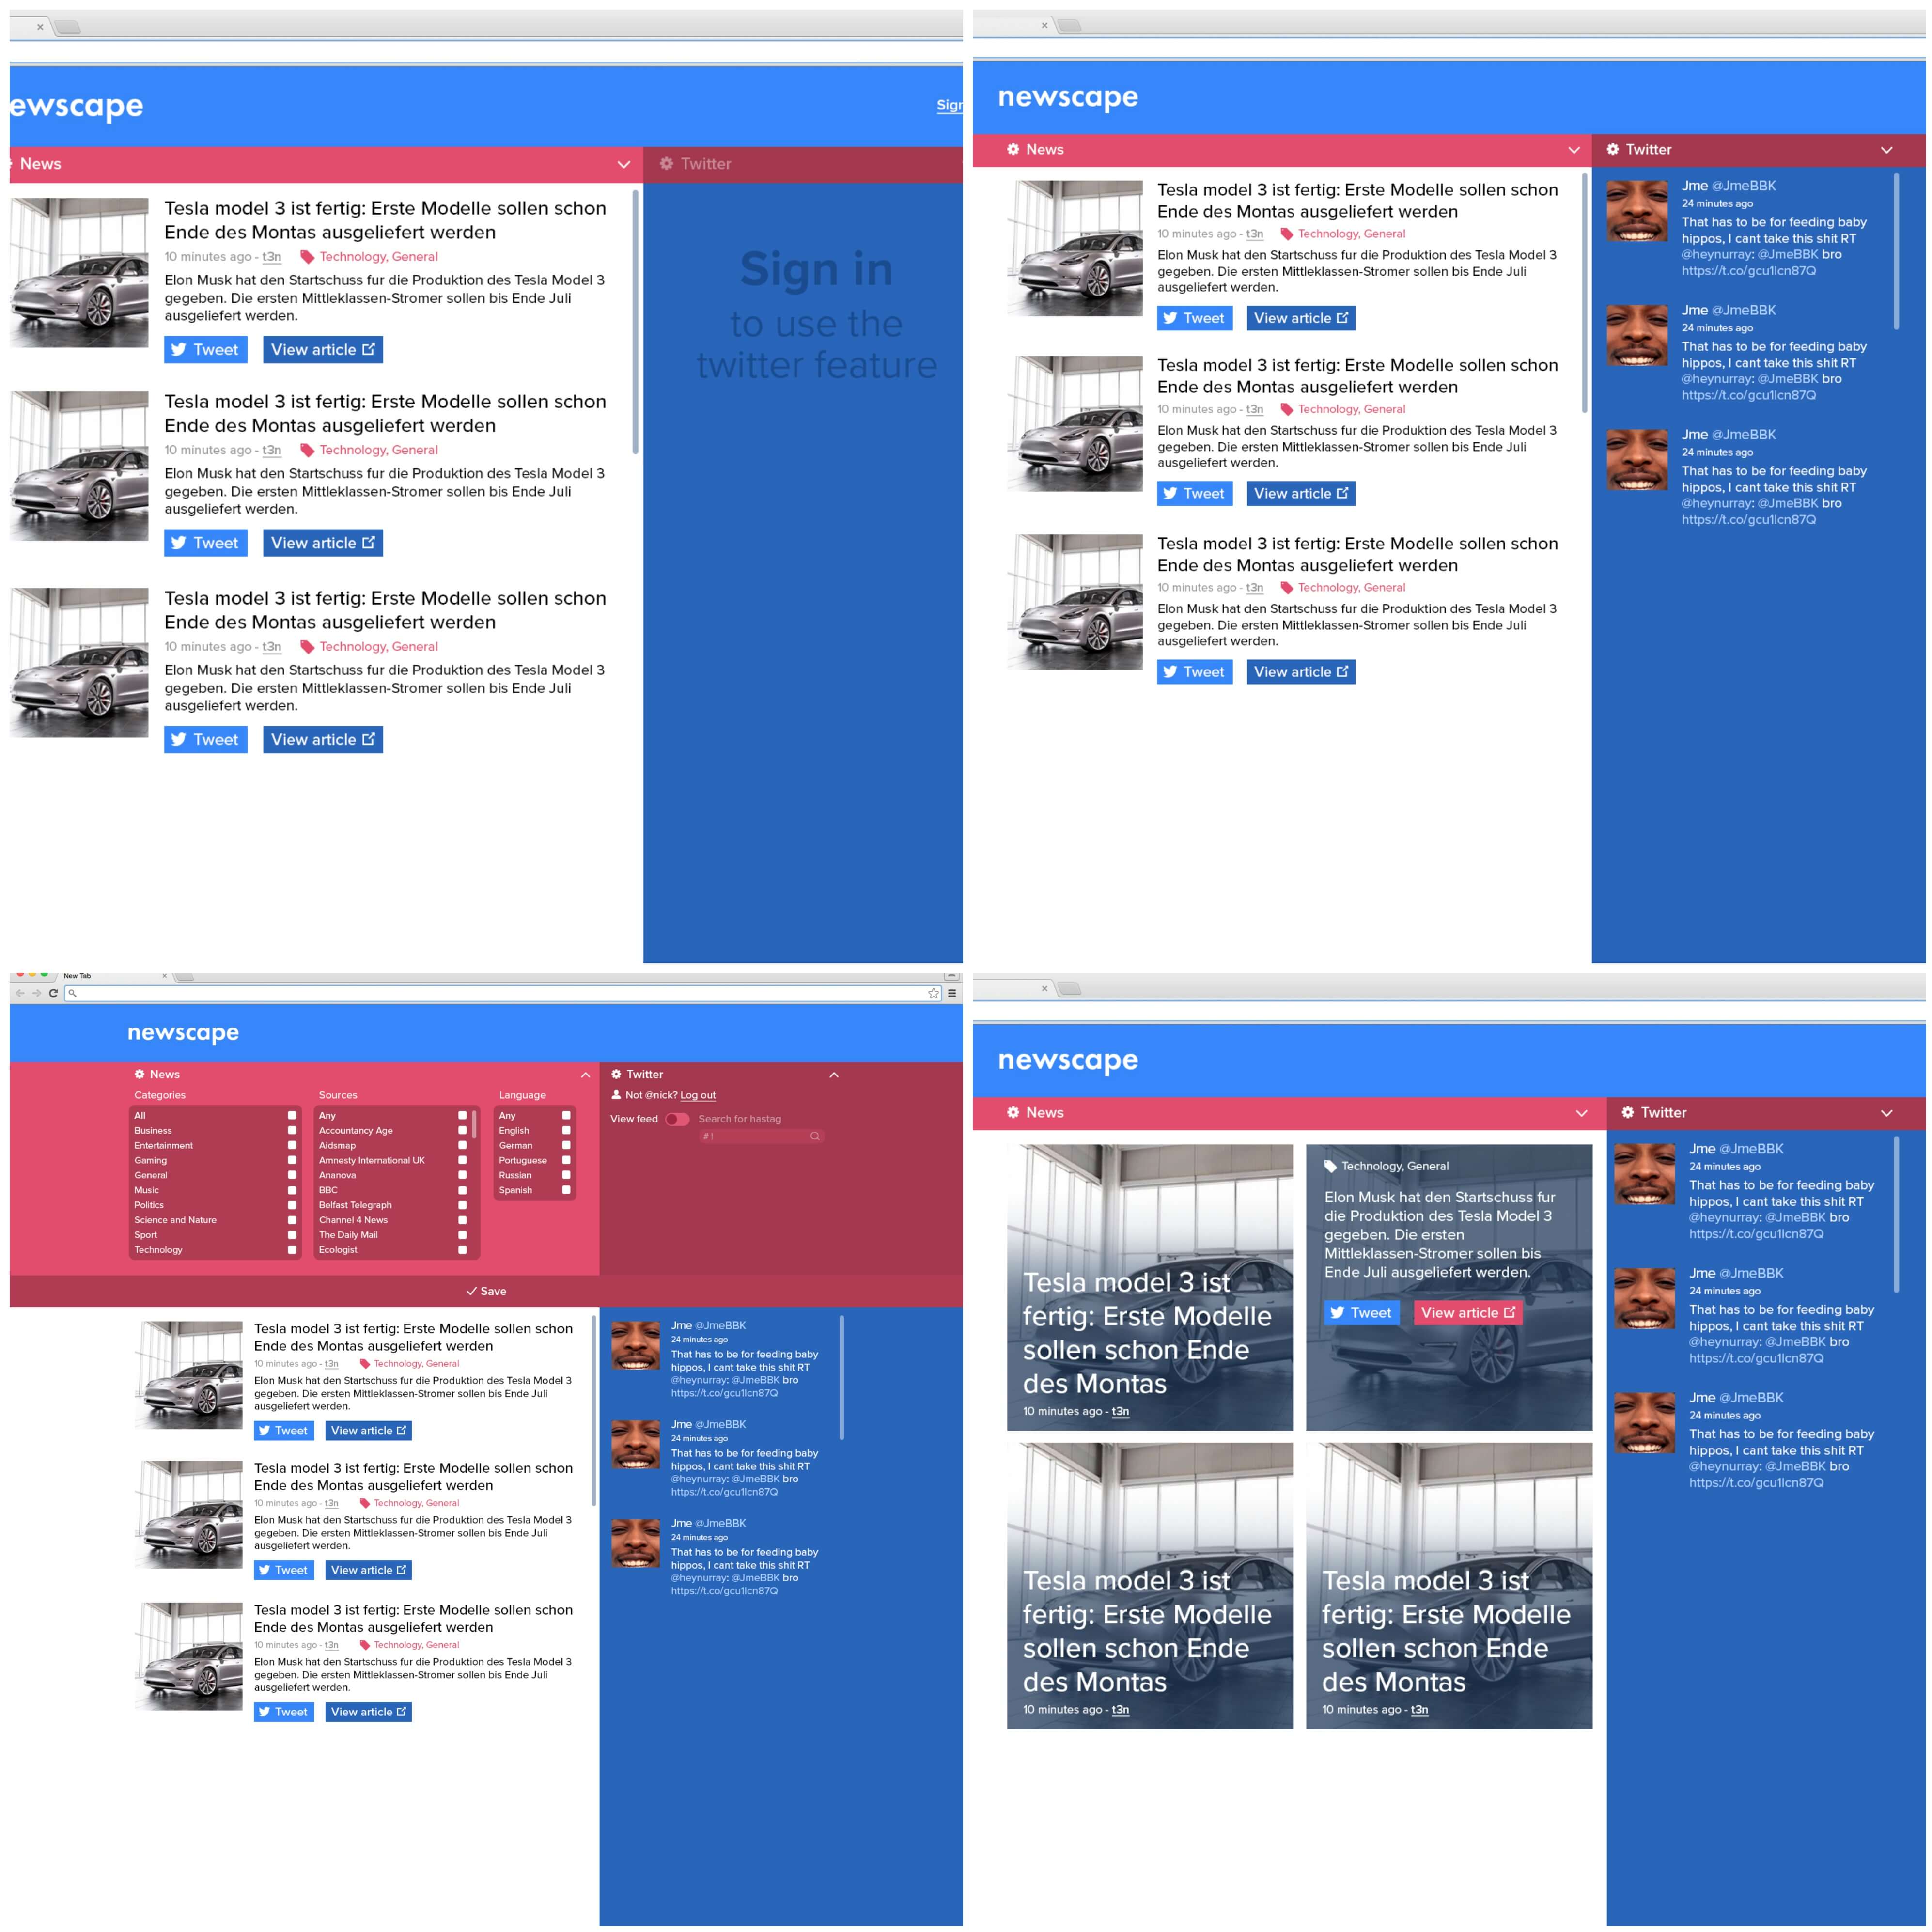 ewscape
Sign
News
Twitter
Tesla model 3 ist fertig: Erste Modelle sollen schon
Ende des Montas ausgeliefert werden
10 minutes ago - t3n Technology, General
Elon Musk hat den Startschuss fur die Produktion des Tesla Model 3
gegeben. Die ersten Mittleklassen-Stromer sollen bis Ende Juli
ausgeliefert werden.
Tweet View article
Tesla model 3 ist fertig: Erste Modelle sollen schon
Ende des Montas ausgeliefert werden
10 minutes ago - t3n Technology, General
Elon Musk hat den Startschuss fur die Produktion des Tesla Model 3
gegeben. Die ersten Mittleklassen-Stromer sollen bis Ende Juli
ausgeliefert werden.
Tweet View article
Tesla model 3 ist fertig: Erste Modelle sollen schon
Ende des Montas ausgeliefert werden
10 minutes ago - t3n Technology, General
Elon Musk hat den Startschuss fur die Produktion des Tesla Model 3
gegeben. Die ersten Mittleklassen-Stromer sollen bis Ende Juli
ausgeliefert werden.
Tweet View article
Sign in
to use the
twitter feature
newscape
News
Twitter
Tesla model 3 ist fertig: Erste Modelle sollen schon
Ende des Montas ausgeliefert werden
10 minutes ago - t3n Technology, General
Elon Musk hat den Startschuss fur die Produktion des Tesla Model 3
gegeben. Die ersten Mittleklassen-Stromer sollen bis Ende Juli
ausgeliefert werden.
Tweet View article
Tesla model 3 ist fertig: Erste Modelle sollen schon
Ende des Montas ausgeliefert werden
10 minutes ago - t3n Technology, General
Elon Musk hat den Startschuss fur die Produktion des Tesla Model 3
gegeben. Die ersten Mittleklassen-Stromer sollen bis Ende Juli
ausgeliefert werden.
Tweet View article
Tesla model 3 ist fertig: Erste Modelle sollen schon
Ende des Montas ausgeliefert werden
10 minutes ago - t3n Technology, General
Elon Musk hat den Startschuss fur die Produktion des Tesla Model 3
gegeben. Die ersten Mittleklassen-Stromer sollen bis Ende Juli
ausgeliefert werden.
Tweet View article
Jme @JmeBBK
24 minutes ago
That has to be for feeding baby
hippos, I cant take this shit RT
@heynurray: @JmeBBK bro
https://t.co/gcu1lcn87Q
Jme @JmeBBK
24 minutes ago
That has to be for feeding baby
hippos, I cant take this shit RT
@heynurray: @JmeBBK bro
https://t.co/gcu1lcn87Q
Jme @JmeBBK
24 minutes ago
That has to be for feeding baby
hippos, I cant take this shit RT
@heynurray: @JmeBBK bro
https://t.co/gcu1lcn87Q
New Tab
newscape
News
Categories
All
Business
Entertainment
Gaming
General
Music
Politics
Science and Nature
Sport
Technology
Sources
Any
Accountancy Age
Aidsmap
Amnesty International UK
Ananova
BBC
Belfast Telegraph
Channel 4 News
The Daily Mail
Ecologist
Language
Any
English
German
Portuguese
Russian
Spanish
Twitter
Not @nick? Log out
View feed
Search for hastag
#|
Save
Tesla model 3 ist fertig: Erste Modelle sollen schon
Ende des Montas ausgeliefert werden
10 minutes ago - t3n Technology, General
Elon Musk hat den Startschuss fur die Produktion des Tesla Model 3
gegeben. Die ersten Mittleklassen-Stromer sollen bis Ende Juli
ausgeliefert werden.
Tweet View article
Tesla model 3 ist fertig: Erste Modelle sollen schon
Ende des Montas ausgeliefert werden
10 minutes ago - t3n Technology, General
Elon Musk hat den Startschuss fur die Produktion des Tesla Model 3
gegeben. Die ersten Mittleklassen-Stromer sollen bis Ende Juli
ausgeliefert werden.
Tweet View article
Tesla model 3 ist fertig: Erste Modelle sollen schon
Ende des Montas ausgeliefert werden
10 minutes ago - t3n Technology, General
Elon Musk hat den Startschuss fur die Produktion des Tesla Model 3
gegeben. Die ersten Mittleklassen-Stromer sollen bis Ende Juli
ausgeliefert werden.
Tweet View article
Jme @JmeBBK
24 minutes ago
That has to be for feeding baby
hippos, I cant take this shit RT
@heynurray: @JmeBBK bro
https://t.co/gcu1lcn87Q
Jme @JmeBBK
24 minutes ago
That has to be for feeding baby
hippos, I cant take this shit RT
@heynurray: @JmeBBK bro
https://t.co/gcu1lcn87Q
Jme @JmeBBK
24 minutes ago
That has to be for feeding baby
hippos, I cant take this shit RT
@heynurray: @JmeBBK bro
https://t.co/gcu1lcn87Q
newscape
News
Twitter
Tesla model 3 ist
fertig: Erste Modelle
sollen schon Ende
des Montas
10 minutes ago - t3n
Technology, General
Elon Musk hat den Startschuss fur
die Produktion des Tesla Model 3
gegeben. Die ersten
Mittleklassen-Stromer sollen bis
Ende Juli ausgeliefert werden.
Tweet View article
Tesla model 3 ist
fertig: Erste Modelle
sollen schon Ende
des Montas
10 minutes ago - t3n
Tesla model 3 ist
fertig: Erste Modelle
sollen schon Ende
des Montas
10 minutes ago - t3n
Jme @JmeBBK
24 minutes ago
That has to be for feeding baby
hippos, I cant take this shit RT
@heynurray: @JmeBBK bro
https://t.co/gcu1lcn87Q
Jme @JmeBBK
24 minutes ago
That has to be for feeding baby
hippos, I cant take this shit RT
@heynurray: @JmeBBK bro
https://t.co/gcu1lcn87Q
Jme @JmeBBK
24 minutes ago
That has to be for feeding baby
hippos, I cant take this shit RT
@heynurray: @JmeBBK bro
https://t.co/gcu1lcn87Q